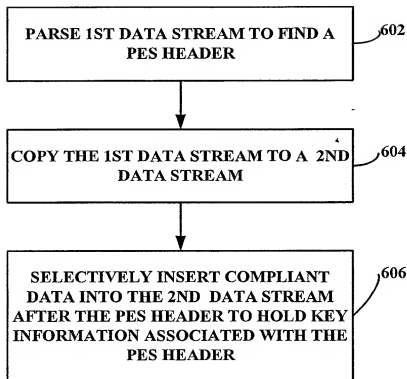 PARSE 1ST DATA STREAM TO FIND A
PES HEADER
602
COPY THE 1ST DATA STREAM TO A 2ND
DATA STREAM
604
SELECTIVELY INSERT COMPLIANT
DATA INTO THE 2ND DATA STREAM
AFTER THE PES HEADER TO HOLD KEY
INFORMATION ASSOCIATED WITH THE
PES HEADER
606